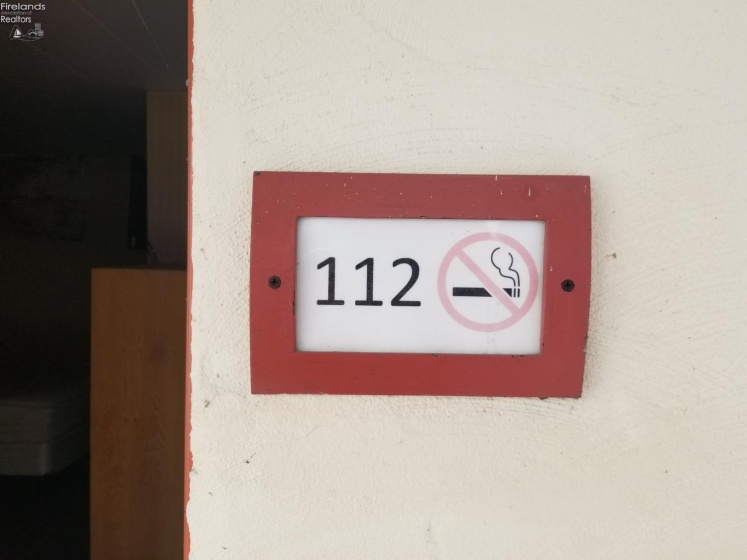 Firelands
Association of
Realtors
112